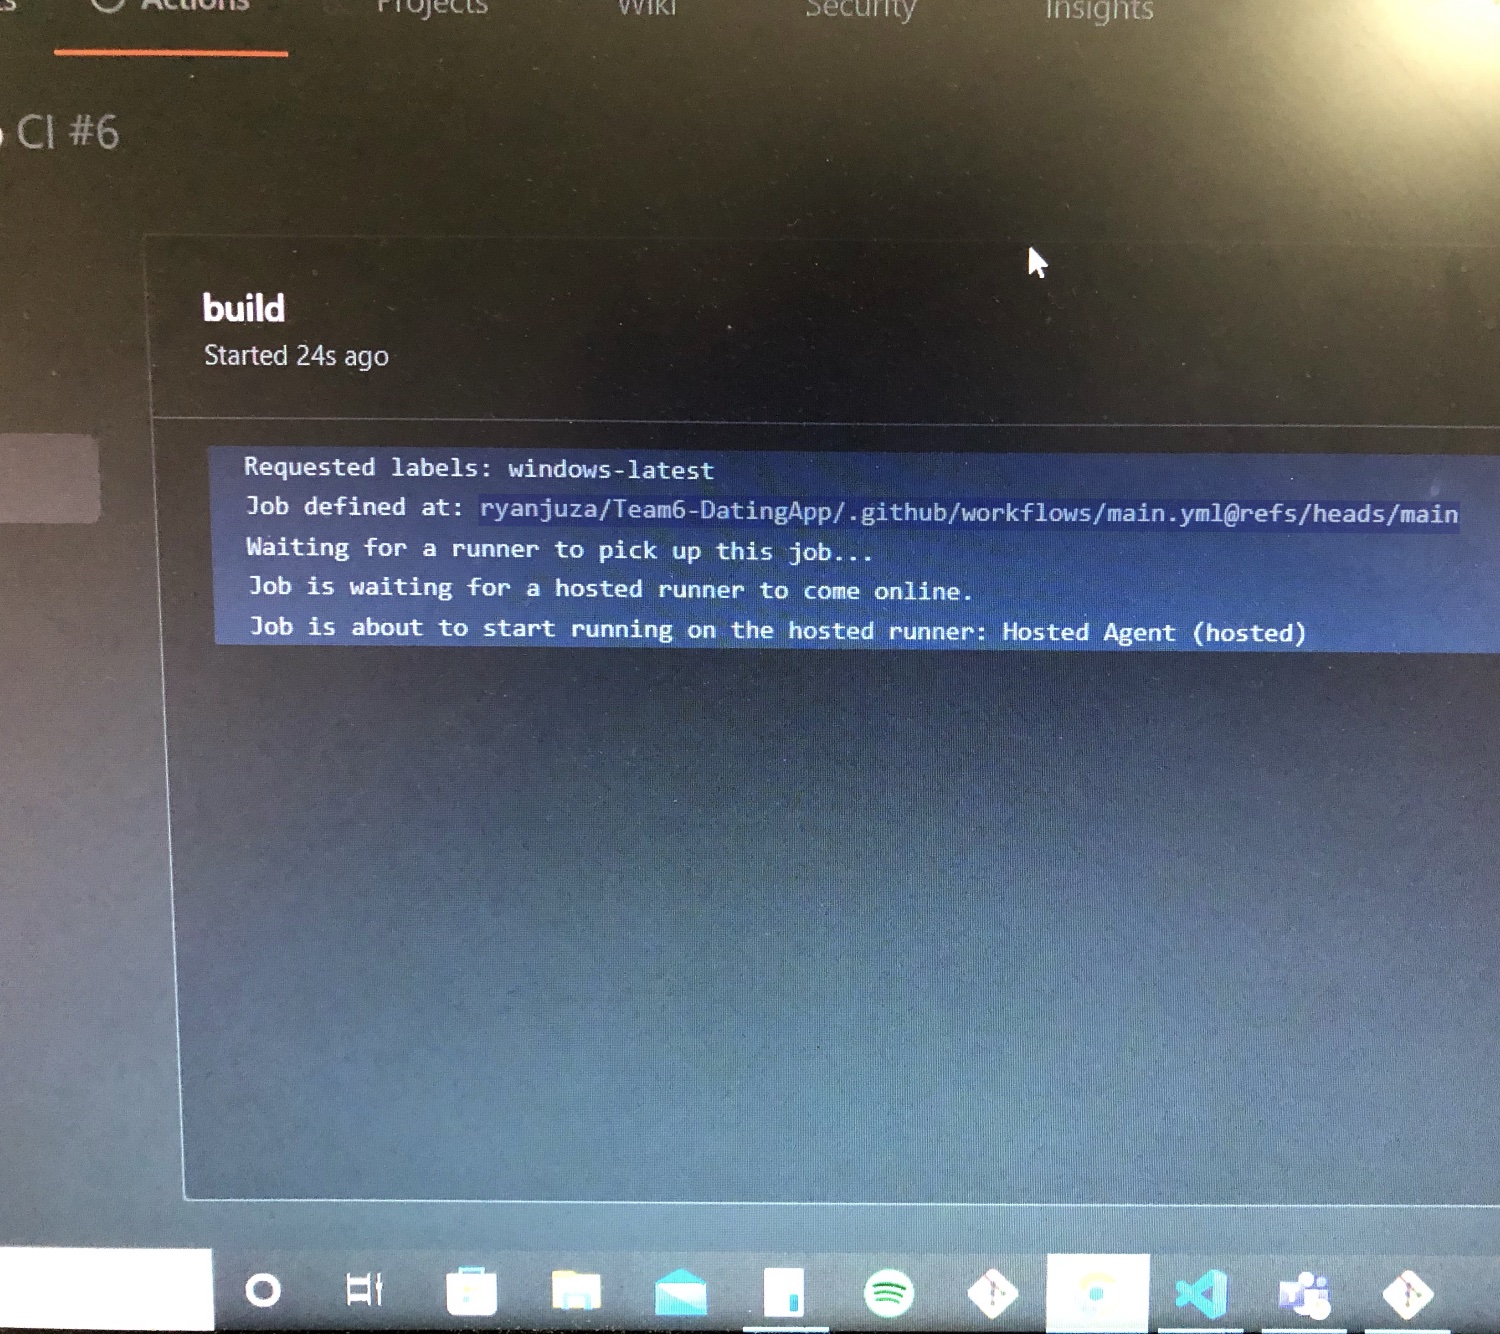 Actions Projects Wiki Security Insights
CI #6
build
Started 24s ago
Requested labels: windows-latest
Job defined at: ryanjuza/Team6-DatingApp/.github/workflows/main.yml@refs/heads/main
Waiting for a runner to pick up this job...
Job is waiting for a hosted runner to come online.
Job is about to start running on the hosted runner: Hosted Agent (hosted)